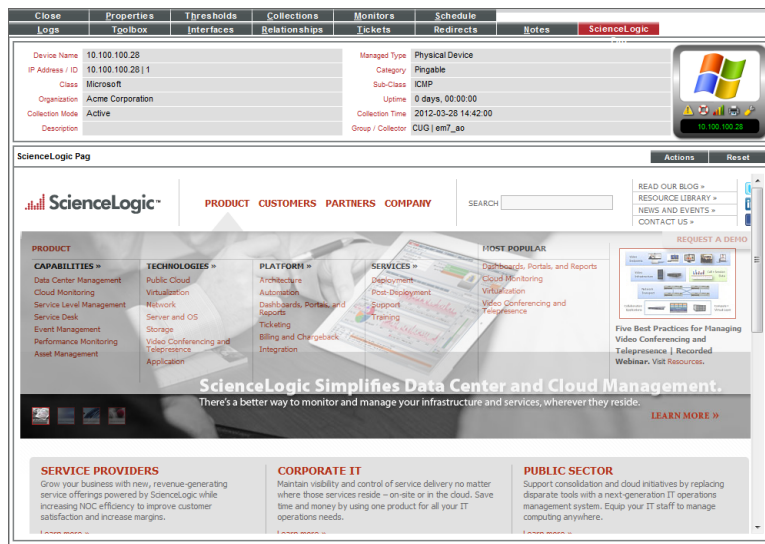 Close Properties Thresholds Collections Monitors Schedule
Logs Toolbox Interfaces Relationships Tickets Redirects Notes ScienceLogic
Device Name 10.100.100.28 Managed Type Physical Device
IP Address / ID 10.100.100.28 | 1 Category Pingable
Class Microsoft Sub-Class ICMP
Organization Acme Corporation Uptime 0 days, 00:00:00
Collection Mode Active Collection Time 2012-03-28 14:42:00
Description Group / Collector CUG | em7_ao
10.100.100.28
ScienceLogic Pag Actions Reset
ScienceLogic™ PRODUCT CUSTOMERS PARTNERS COMPANY SEARCH
READ OUR BLOG »
RESOURCE LIBRARY »
NEWS AND EVENTS »
CONTACT US »
REQUEST A DEMO
PRODUCT
CAPABILITIES »
Data Center Management
Cloud Monitoring
Service Level Management
Service Desk
Event Management
Performance Monitoring
Asset Management
TECHNOLOGIES »
Public Cloud
Virtualization
Network
Server and OS
Storage
Video Conferencing and
Telepresence
Application
PLATFORM »
Architecture
Automation
Dashboards, Portals, and
Reports
Ticketing
Billing and Chargeback
Integration
SERVICES »
Deployment
Post-Deployment
Support
Training
MOST POPULAR
Dashboards, Portals, and Reports
Cloud Monitoring
Virtualization
Video Conferencing and
Telepresence
Five Best Practices for Managing
Video Conferencing and
Telepresence | Recorded
Webinar. Visit Resources.
ScienceLogic Simplifies Data Center and Cloud Management.
There's a better way to monitor and manage your infrastructure and services, wherever they reside.
LEARN MORE »
SERVICE PROVIDERS
Grow your business with new, revenue-generating
service offerings powered by ScienceLogic while
increasing NOC efficiency to improve customer
satisfaction and increase margins.
Learn more »
CORPORATE IT
Maintain visibility and control of service delivery no matter
where those services reside – on-site or in the cloud. Save
time and money by using one product for all your IT
operations needs.
Learn more »
PUBLIC SECTOR
Support consolidation and cloud initiatives by replacing
disparate tools with a next-generation IT operations
management system. Equip your IT staff to manage
computing anywhere.
Learn more »